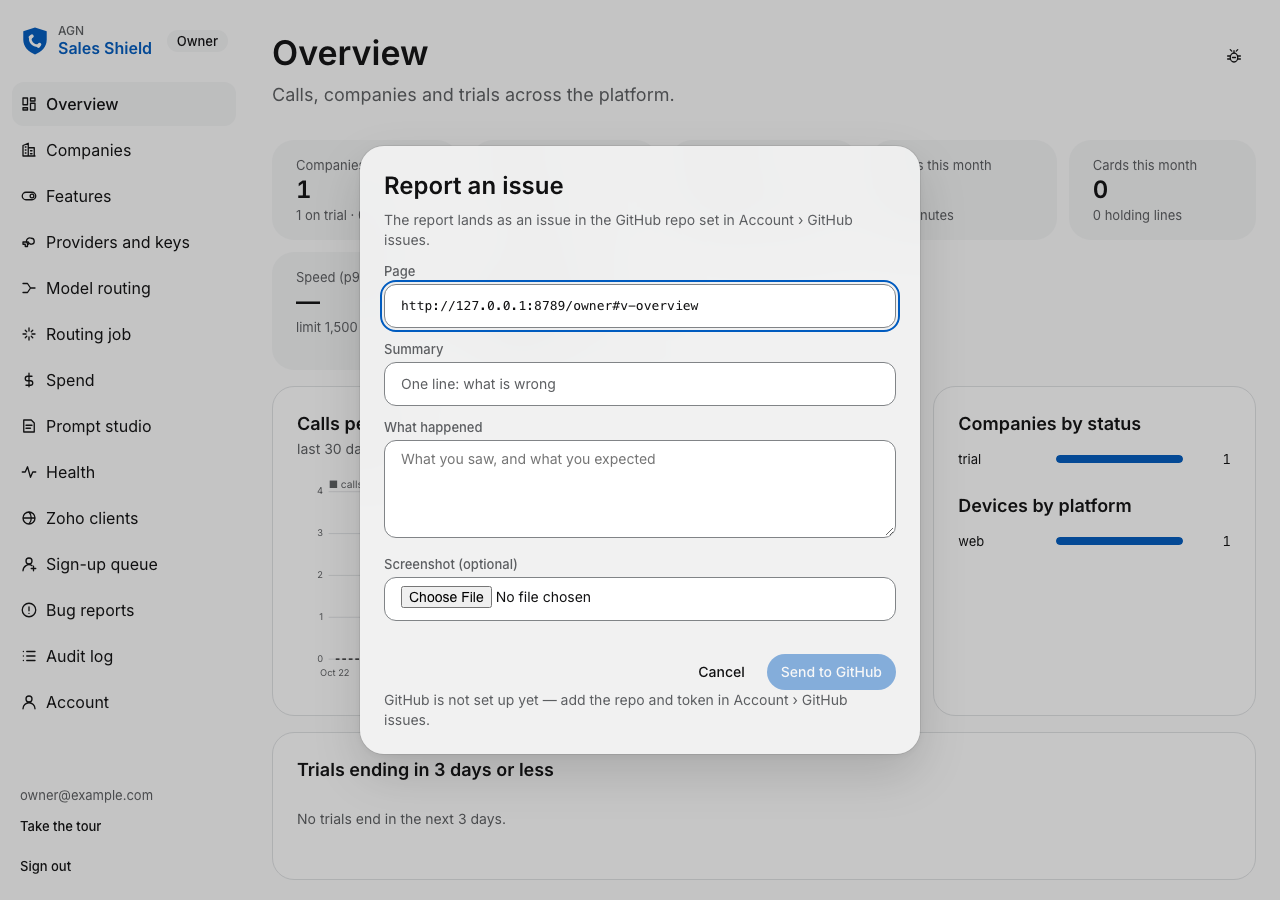 AGN
Sales Shield
Owner
Overview
Companies
Features
Providers and keys
Model routing
Routing job
Spend
Prompt studio
Health
Zoho clients
Sign-up queue
Bug reports
Audit log
Account
owner@example.com
Take the tour
Sign out
Overview
Calls, companies and trials across the platform.
Companies
1
1 on trial ·
this month
Cards this month
0
0 holding lines
Speed
—
limit 1,500
Report an issue
The report lands as an issue in the GitHub repo set in Account › GitHub
issues.
Page
http://127.0.0.1:8789/owner#v-overview
Summary
One line: what is wrong
What happened
What you saw, and what you expected
Screenshot (optional)
Choose File No file chosen
Cancel
Send to GitHub
GitHub is not set up yet — add the repo and token in Account › GitHub
issues.
Calls
last 30
calls
4
3
2
1
0
Oct 22
Companies by status
trial 1
Devices by platform
web 1
Trials ending in 3 days or less
No trials end in the next 3 days.